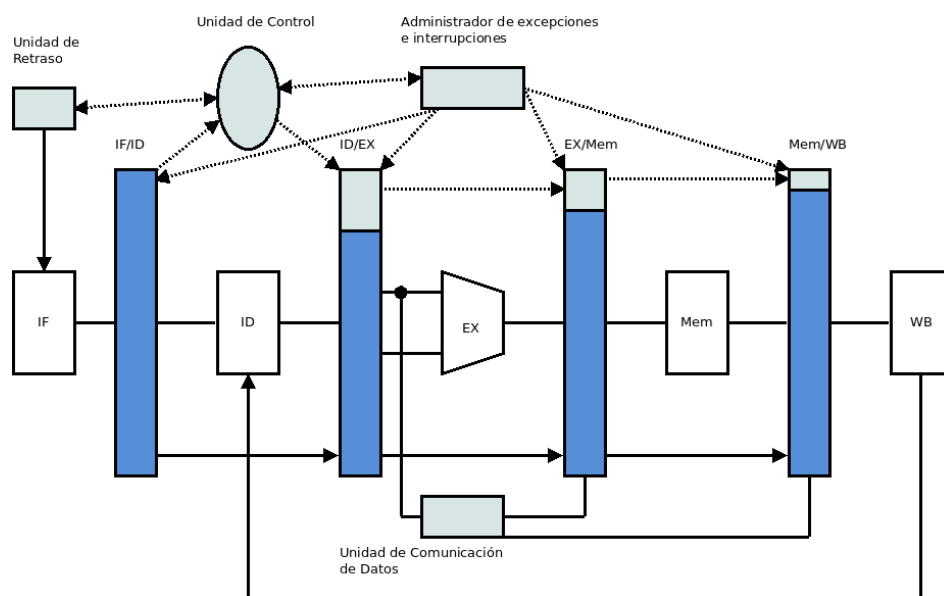 Unidad de Control
Administrador de excepciones
e interrupciones
Unidad de
Retraso
IF/ID
ID/EX
EX/Mem
Mem/WB
IF
ID
EX
Mem
WB
Unidad de Comunicación
de Datos